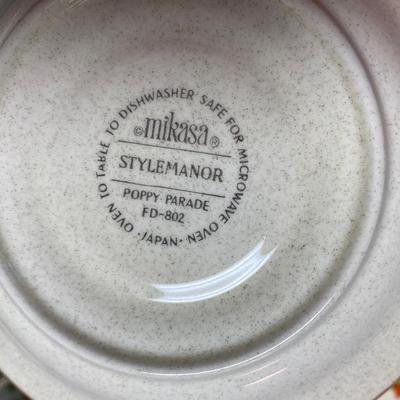 OVEN TO TABLE TO DISHWASHER SAFE FOR MICROWAVE OVEN
©mikasa®
STYLEMANOR
POPPY PARADE
FD-802
·JAPAN·